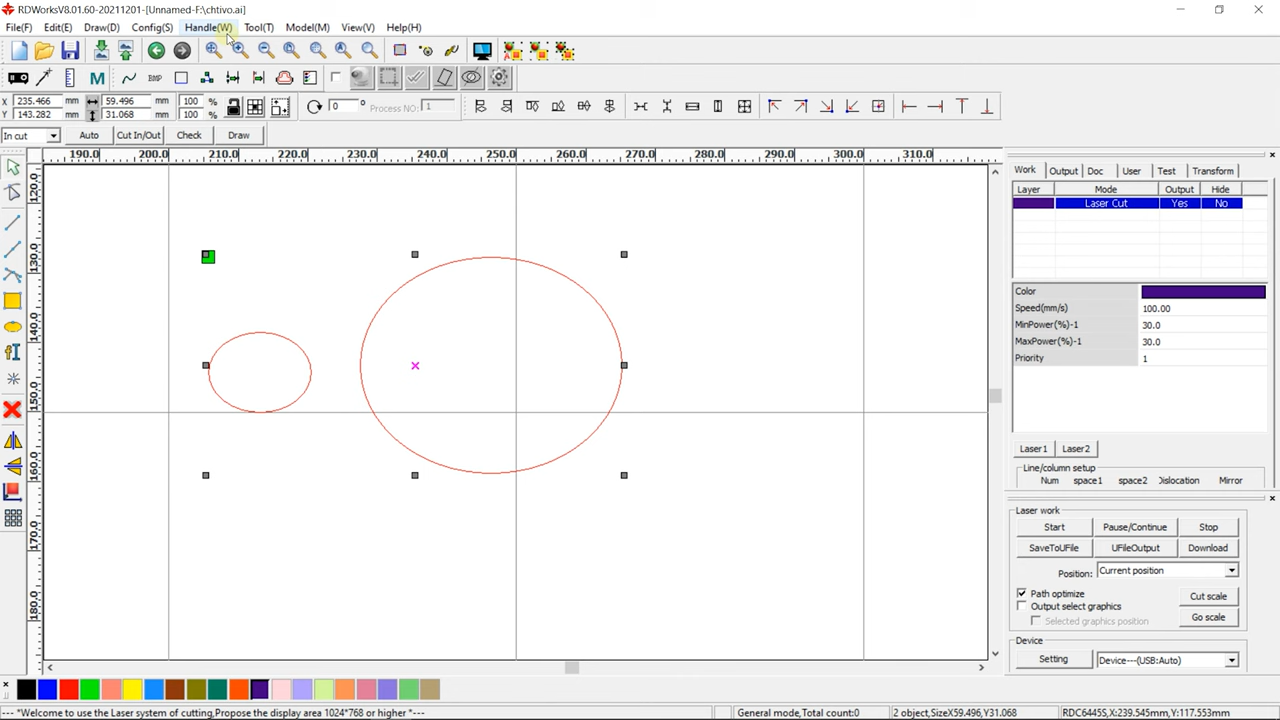 RDWorksV8.01.60-20211201-[Unnamed-F:\chtivo.ai]
File(F) Edit(E) Draw(D) Config(S) Handle(W) Tool(T) Model(M) View(V) Help(H)
BMP
X 235.466 mm 59.496 mm 100 %
Y 143.282 mm 31.068 mm 100 %
0 ° Process NO: 1
In cut Auto Cut In/Out Check Draw
190.0 200.0 210.0 220.0 230.0 240.0 250.0 260.0 270.0 280.0 290.0 300.0 310.0
120.0
130.0
140.0
150.0
160.0
170.0
180.0
Work Output Doc User Test Transform
Layer Mode Output Hide
Laser Cut Yes No
Color
Speed(mm/s) 100.00
MinPower(%)-1 30.0
MaxPower(%)-1 30.0
Priority 1
Laser1 Laser2
Line/column setup
Num space1 space2 Dislocation Mirror
Laser work
Start Pause/Continue Stop
SaveToUFile UFileOutput Download
Position: Current position
Path optimize
Output select graphics
Selected graphics position
Cut scale
Go scale
Device
Setting Device---(USB:Auto)
--- *Welcome to use the Laser system of cutting,Propose the display area 1024*768 or higher *---
General mode,Total count:0 2 object,SizeX59.496,Y31.068 RDC6445S,X:239.545mm,Y:117.553mm